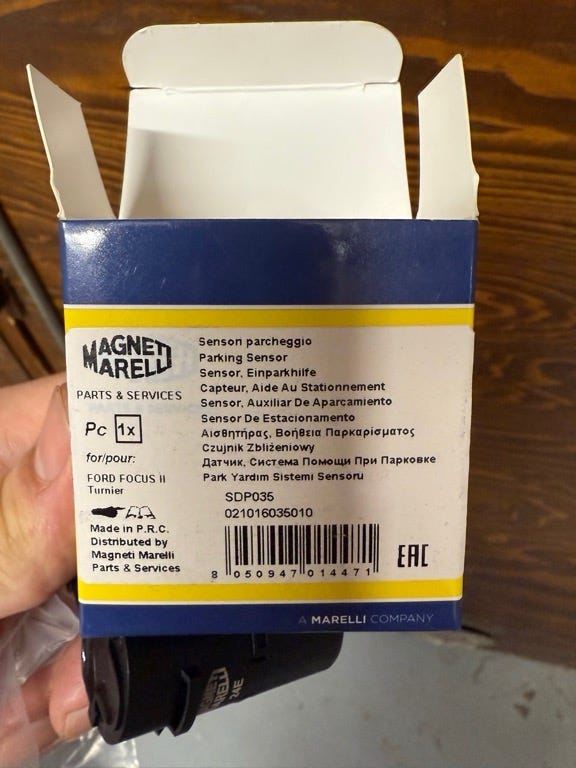 MAGNETI
MARELLI
PARTS & SERVICES
Pc 1x
for/pour:
FORD FOCUS II
Turnier
Made in P.R.C.
Distributed by
Magneti Marelli
Parts & Services
Sensori parcheggio
Parking Sensor
Sensor, Einparkhilfe
Capteur, Aide Au Stationnement
Sensor, Auxiliar De Aparcamiento
Sensor De Estacionamento
Αισθητήρας, Βοήθεια Παρκαρίσματος
Czujnik Zbliżeniowy
Датчик, Система Помощи При Парковке
Park Yardım Sistemi Sensoru
SDP035
021016035010
8 050947 014471
EAC
A MARELLI COMPANY
MAGNETI
MARELLI
24E